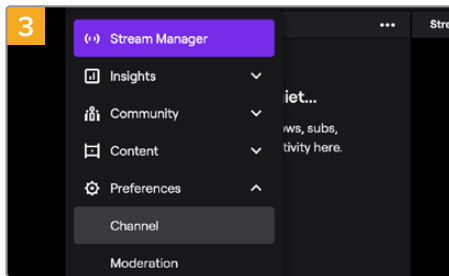 3
Stream Manager
Insights
Community
Content
Preferences
Channel
Moderation
iet...
ws, subs,
tivity here.